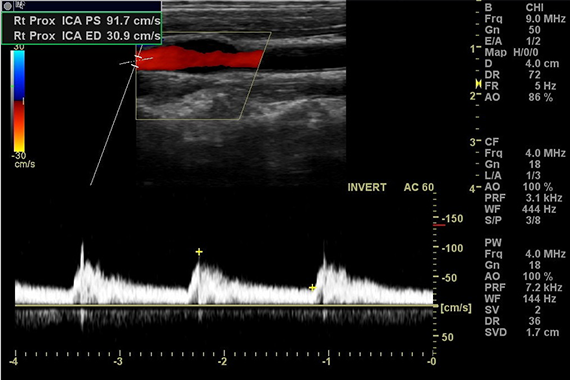 Rt Prox ICA PS 91.7 cm/s
Rt Prox ICA ED 30.9 cm/s
30
-30
cm/s
1
2
3
4
INVERT AC 60
-150
-100
-50
[cm/s]
50
-4 -3 -2 -1 -0
B CHI
Frq 9.0 MHz
Gn 50
E/A 1/2
Map H/0/0
D 4.0 cm
DR 72
FR 5 Hz
AO 86 %
CF
Frq 4.0 MHz
Gn 18
L/A 1/3
AO 100 %
PRF 3.1 kHz
WF 444 Hz
S/P 3/8
PW
Frq 4.0 MHz
Gn 18
AO 100 %
PRF 7.2 kHz
WF 144 Hz
SV 2
DR 36
SVD 1.7 cm